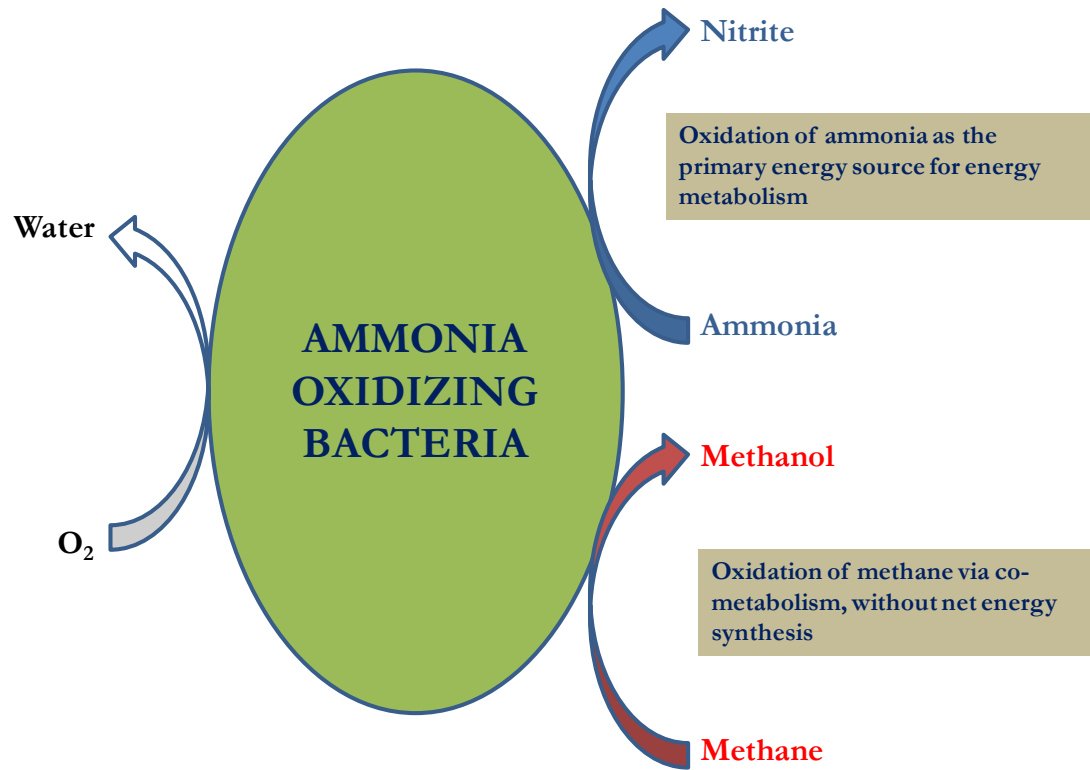 Nitrite
Oxidation of ammonia as the
primary energy source for energy
metabolism
Water
Ammonia
AMMONIA
OXIDIZING
BACTERIA
Methanol
O₂
Oxidation of methane via co-
metabolism, without net energy
synthesis
Methane